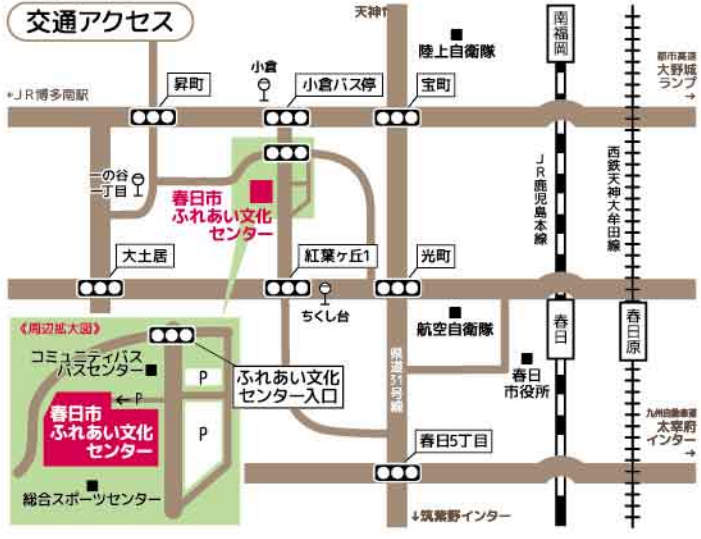 交通アクセス
天神↑
陸上自衛隊
南福岡
都市高速
大野城
ランプ
→
←JR博多南駅
昇町
小倉
小倉バス停
宝町
一の谷
一丁目
春日市
ふれあい文化
センター
JR鹿児島本線
西鉄天神大牟田線
大土居
紅葉ヶ丘1
光町
ちくし台
航空自衛隊
春日
春日原
県道31号線
春日
市役所
九州自動車道
太宰府
インター
→
春日5丁目
↓筑紫野インター
《周辺拡大図》
コミュニティバス
バスセンター
P
ふれあい文化
センター入口
←P
春日市
ふれあい文化
センター
P
総合スポーツセンター